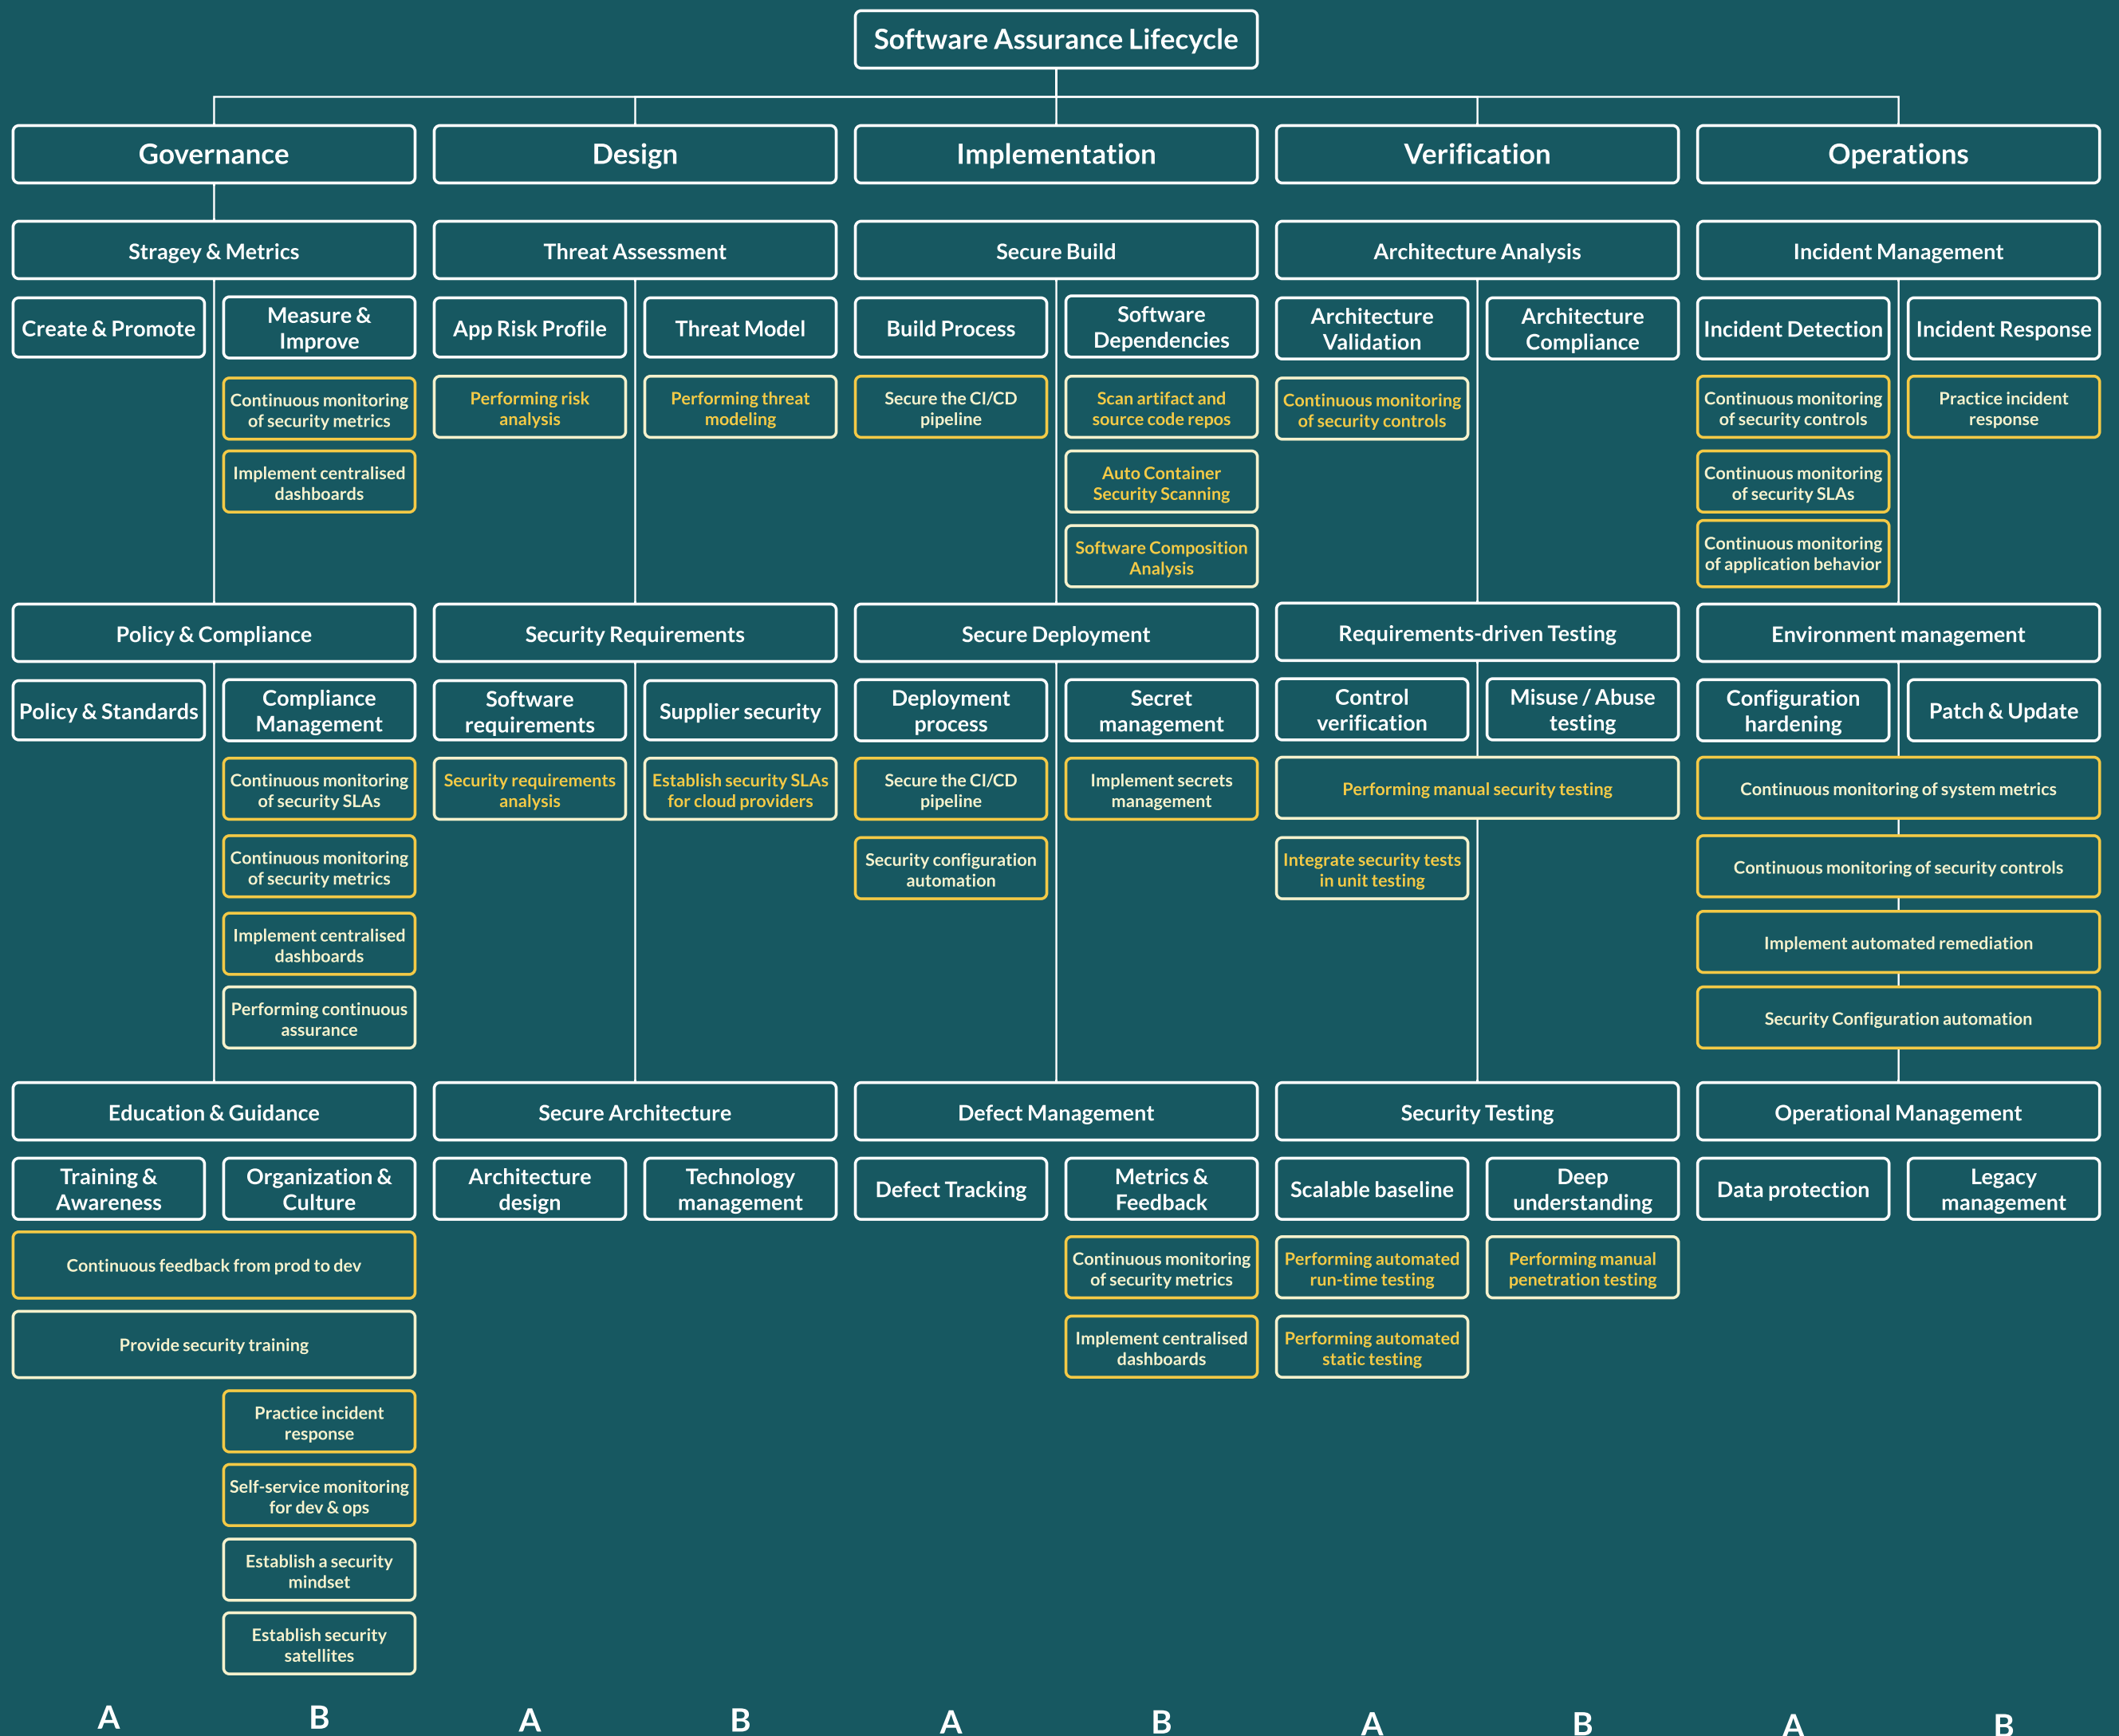 Software Assurance Lifecycle
Governance
Design
Implementation
Verification
Operations
Stragey & Metrics
Threat Assessment
Secure Build
Architecture Analysis
Incident Management
Create & Promote
Measure &
Improve
App Risk Profile
Threat Model
Build Process
Software
Dependencies
Architecture
Validation
Architecture
Compliance
Incident Detection
Incident Response
Continuous monitoring
of security metrics
Performing risk
analysis
Performing threat
modeling
Secure the CI/CD
pipeline
Scan artifact and
source code repos
Continuous monitoring
of security controls
Continuous monitoring
of security controls
Practice incident
response
Implement centralised
dashboards
Auto Container
Security Scanning
Continuous monitoring
of security SLAs
Software Composition
Analysis
Continuous monitoring
of application behavior
Policy & Compliance
Security Requirements
Secure Deployment
Requirements-driven Testing
Environment management
Policy & Standards
Compliance
Management
Software
requirements
Supplier security
Deployment
process
Secret
management
Control
verification
Misuse / Abuse
testing
Configuration
hardening
Patch & Update
Continuous monitoring
of security SLAs
Security requirements
analysis
Establish security SLAs
for cloud providers
Secure the CI/CD
pipeline
Implement secrets
management
Performing manual security testing
Continuous monitoring of system metrics
Continuous monitoring
of security metrics
Security configuration
automation
Integrate security tests
in unit testing
Continuous monitoring of security controls
Implement centralised
dashboards
Implement automated remediation
Performing continuous
assurance
Security Configuration automation
Education & Guidance
Secure Architecture
Defect Management
Security Testing
Operational Management
Training &
Awareness
Organization &
Culture
Architecture
design
Technology
management
Defect Tracking
Metrics &
Feedback
Scalable baseline
Deep
understanding
Data protection
Legacy
management
Continuous feedback from prod to dev
Continuous monitoring
of security metrics
Performing automated
run-time testing
Performing manual
penetration testing
Provide security training
Implement centralised
dashboards
Performing automated
static testing
Practice incident
response
Self-service monitoring
for dev & ops
Establish a security
mindset
Establish security
satellites
A
B
A
B
A
B
A
B
A
B